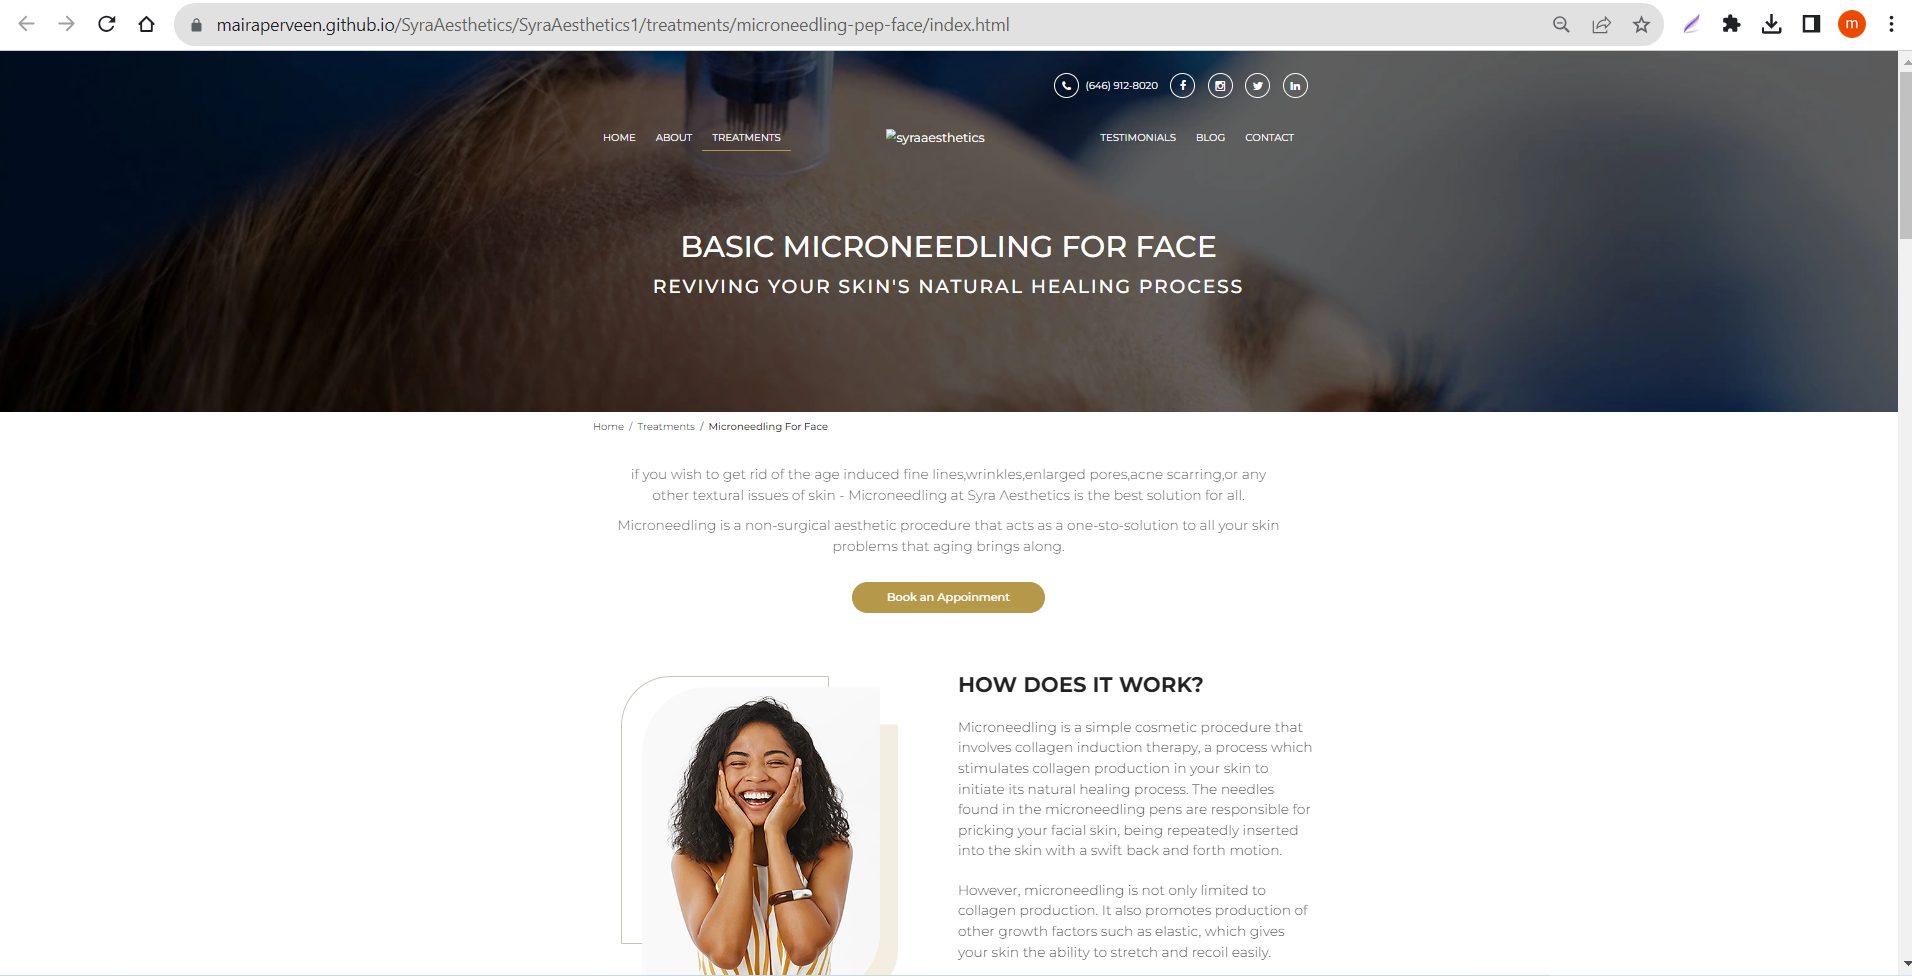 mairaperveen.github.io/SyraAesthetics/SyraAesthetics1/treatments/microneedling-pep-face/index.html
m
(646) 912-8020
HOME ABOUT TREATMENTS syraaesthetics TESTIMONIALS BLOG CONTACT
BASIC MICRONEEDLING FOR FACE
REVIVING YOUR SKIN'S NATURAL HEALING PROCESS
Home / Treatments / Microneedling For Face
if you wish to get rid of the age induced fine lines,wrinkles,enlarged pores,acne scarring,or any
other textural issues of skin - Microneedling at Syra Aesthetics is the best solution for all.
Microneedling is a non-surgical aesthetic procedure that acts as a one-sto-solution to all your skin
problems that aging brings along.
Book an Appoinment
HOW DOES IT WORK?
Microneedling is a simple cosmetic procedure that
involves collagen induction therapy, a process which
stimulates collagen production in your skin to
initiate its natural healing process. The needles
found in the microneedling pens are responsible for
pricking your facial skin, being repeatedly inserted
into the skin with a swift back and forth motion.
However, microneedling is not only limited to
collagen production. It also promotes production of
other growth factors such as elastic, which gives
your skin the ability to stretch and recoil easily.